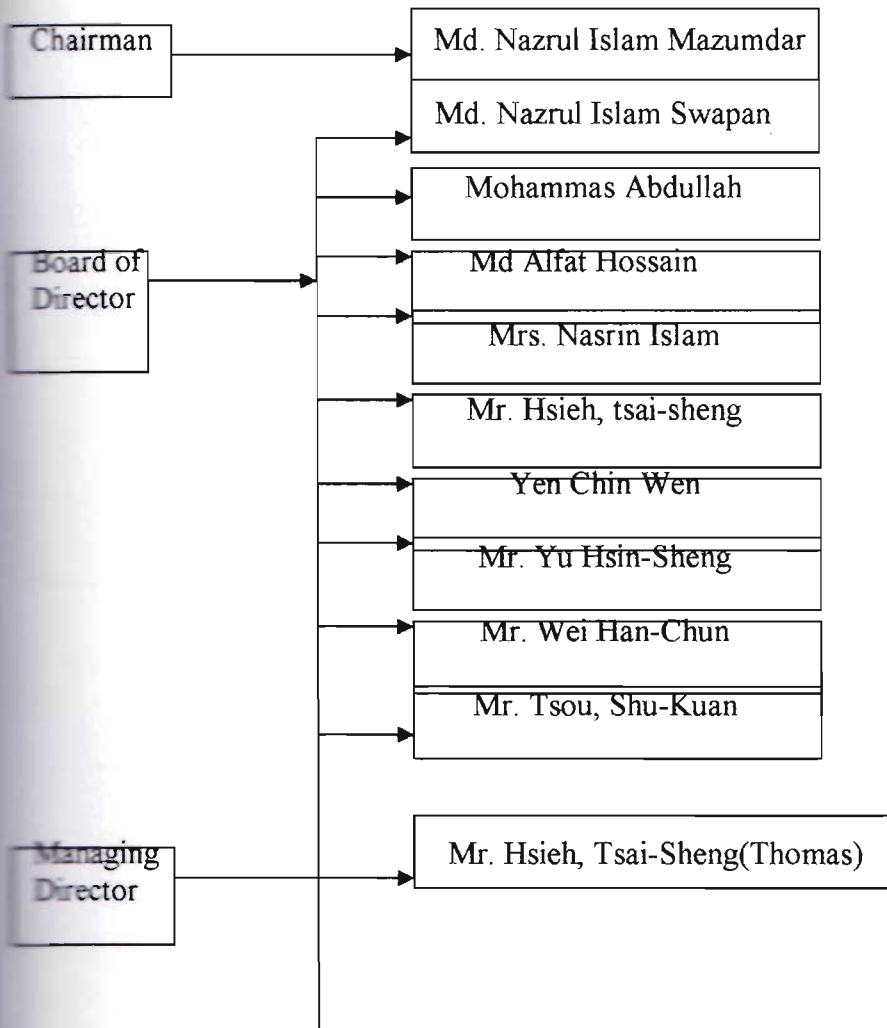 Chairman
Md. Nazrul Islam Mazumdar
Md. Nazrul Islam Swapan
Mohammas Abdullah
Board of
Director
Md Alfat Hossain
Mrs. Nasrin Islam
Mr. Hsieh, tsai-sheng
Yen Chin Wen
Mr. Yu Hsin-Sheng
Mr. Wei Han-Chun
Mr. Tsou, Shu-Kuan
Managing
Director
Mr. Hsieh, Tsai-Sheng(Thomas)